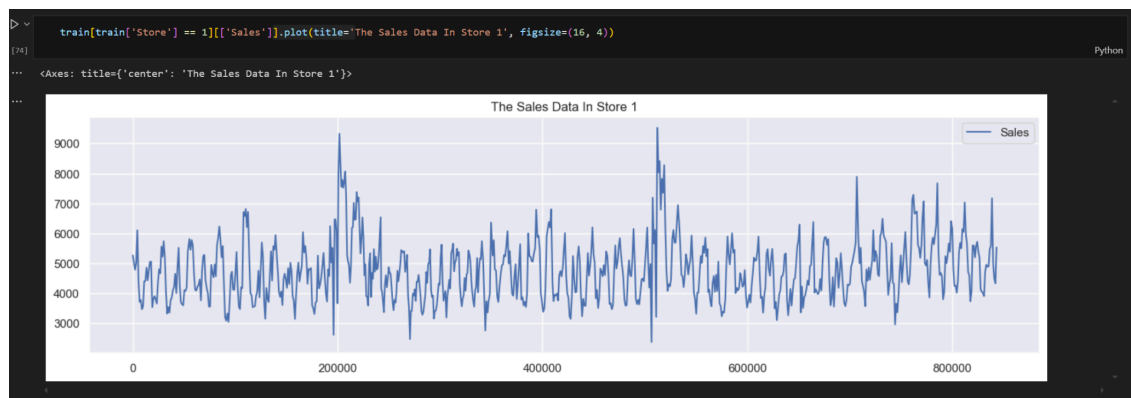 train[train['Store'] == 1][['Sales']].plot(title='The Sales Data In Store 1', figsize=(16, 4))
[74]
Python
<Axes: title={'center': 'The Sales Data In Store 1'}>
The Sales Data In Store 1
Sales
9000
8000
7000
6000
5000
4000
3000
0 200000 400000 600000 800000